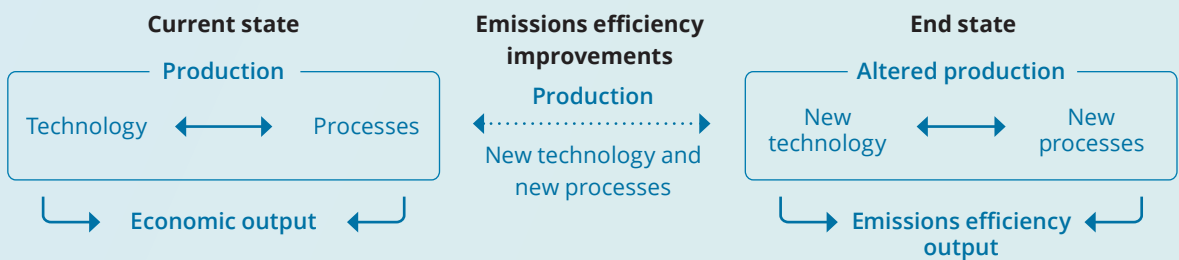 Current state
Emissions efficiency
improvements
End state
Production
Technology
Processes
Economic output
Production
New technology and
new processes
Altered production
New
technology
New
processes
Emissions efficiency
output